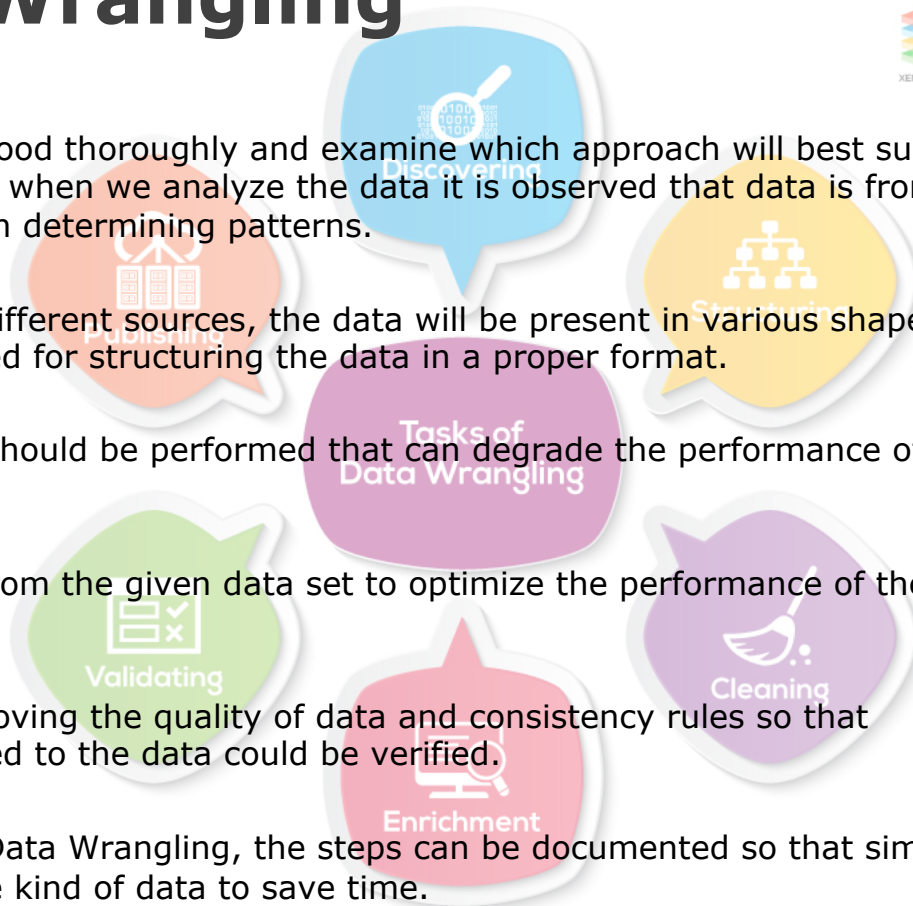 Wrangling
Discovering
ood thoroughly and examine which approach will best su
when we analyze the data it is observed that data is fro
n determining patterns.
Structuring
ifferent sources, the data will be present in various shape
Publishing
ed for structuring the data in a proper format.
Tasks of
Data Wrangling
hould be performed that can degrade the performance o
om the given data set to optimize the performance of the
Validating
Cleaning
oving the quality of data and consistency rules so that
ed to the data could be verified.
Enrichment
Data Wrangling, the steps can be documented so that sim
e kind of data to save time.